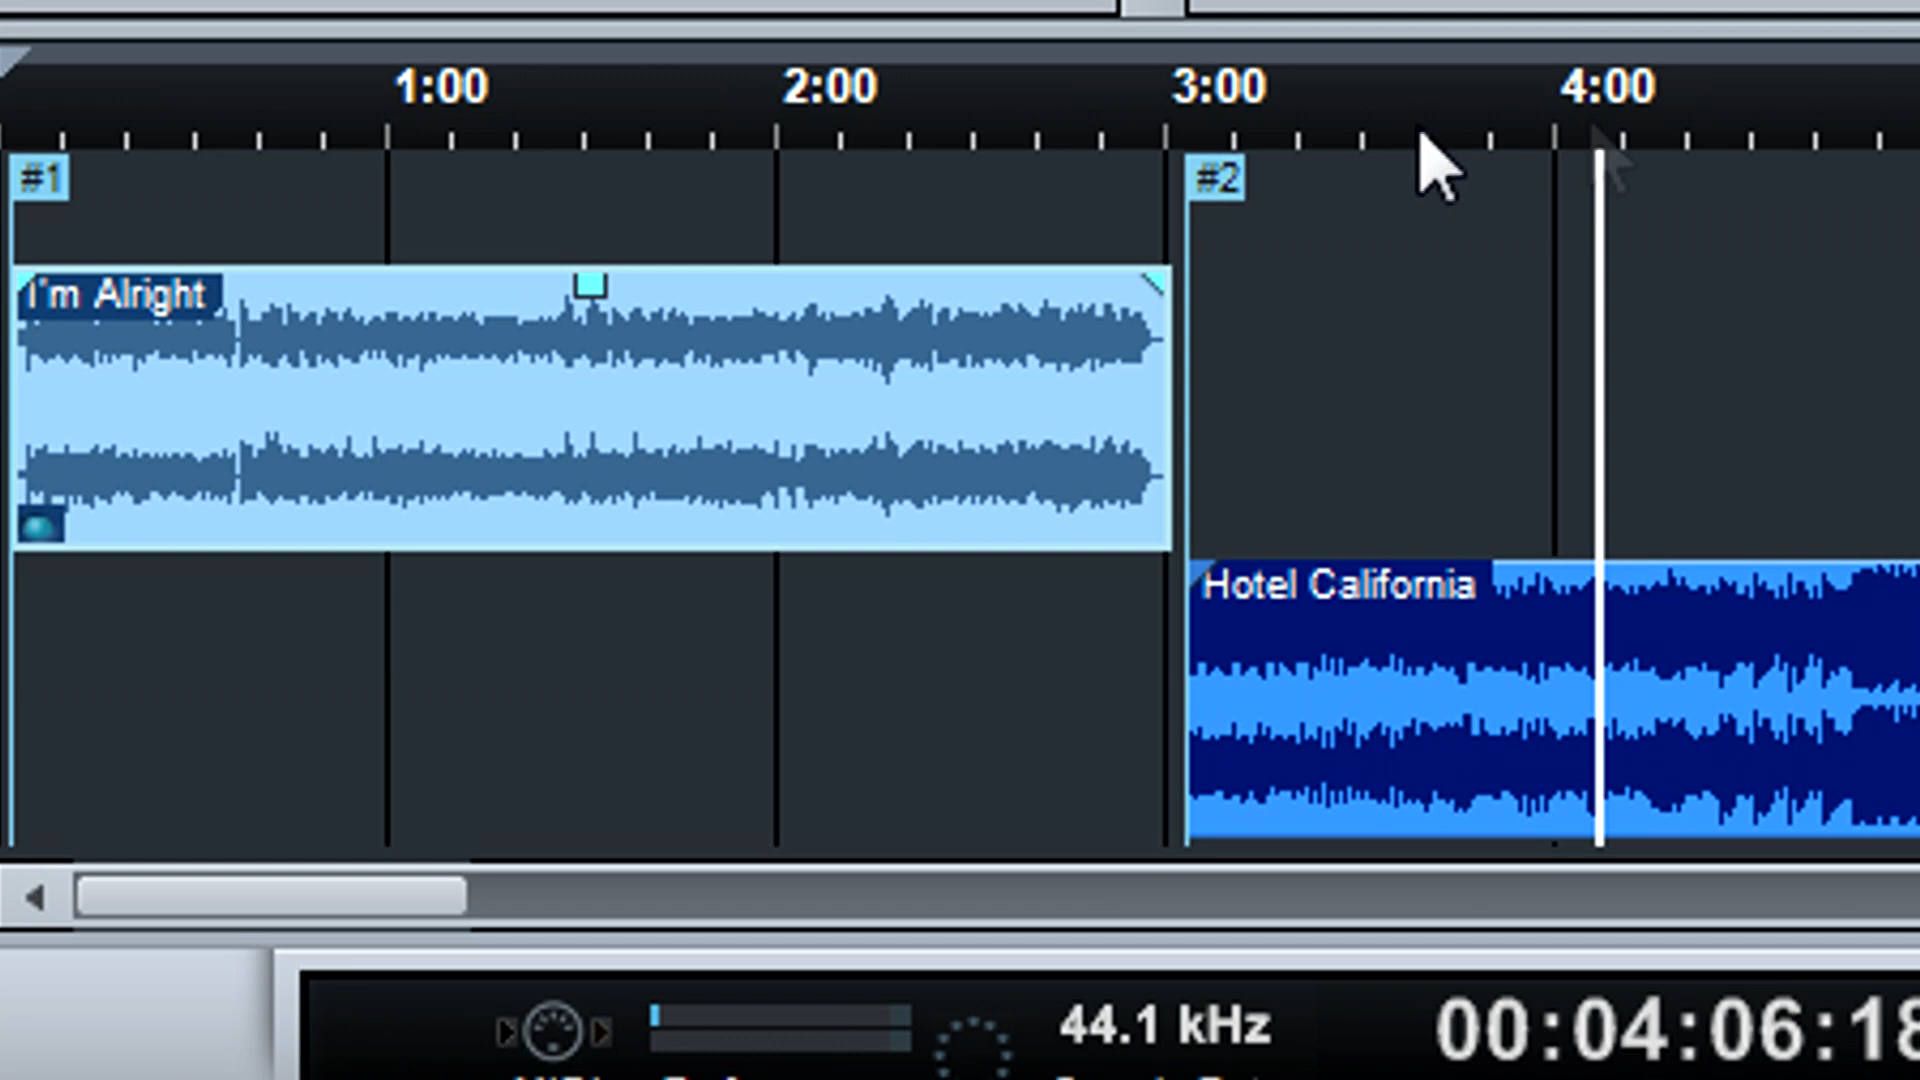 1:00 2:00 3:00 4:00
#1 #2
I'm Alright
Hotel California
44.1 kHz 00:04:06:18